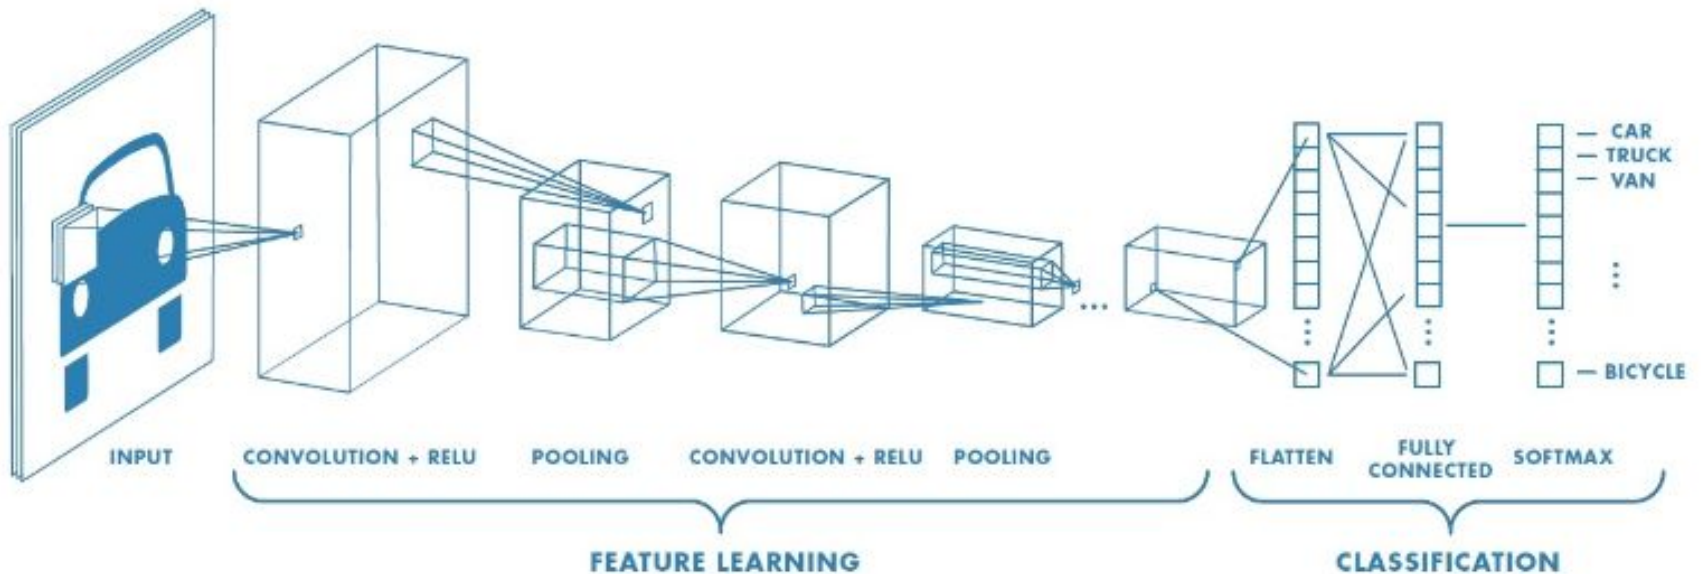 CAR
TRUCK
VAN
BICYCLE
INPUT
CONVOLUTION + RELU
POOLING
CONVOLUTION + RELU
POOLING
FLATTEN
FULLY
CONNECTED
SOFTMAX
FEATURE LEARNING
CLASSIFICATION